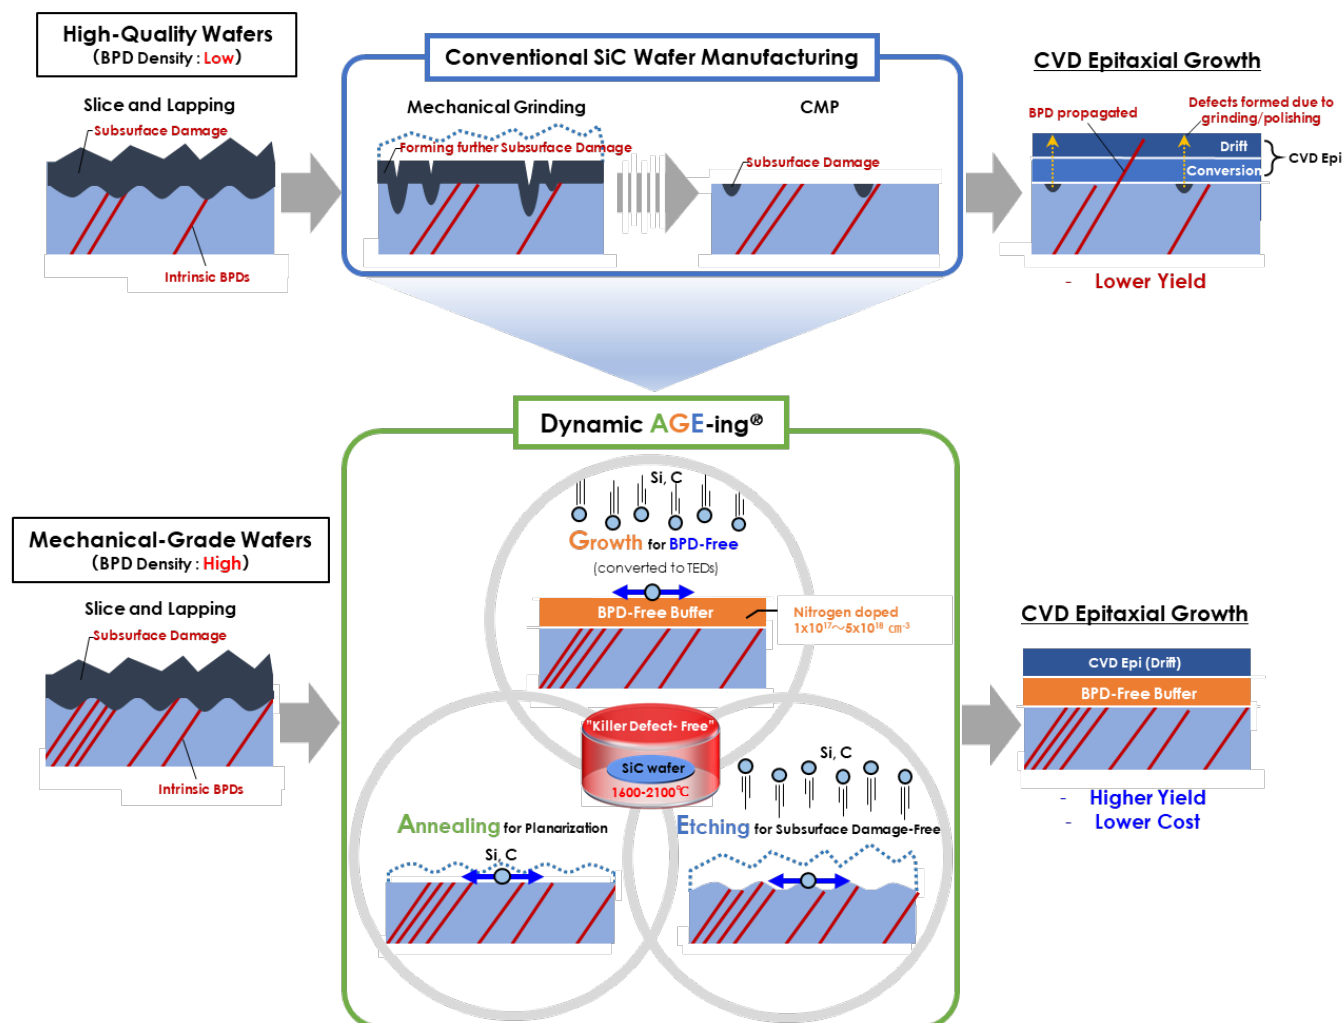 High-Quality Wafers
(BPD Density : Low)
Slice and Lapping
Subsurface Damage
Intrinsic BPDs
Conventional SiC Wafer Manufacturing
Mechanical Grinding
Forming further Subsurface Damage
CMP
Subsurface Damage
CVD Epitaxial Growth
BPD propagated
Defects formed due to
grinding/polishing
Drift
Conversion
CVD Epi
- Lower Yield
Dynamic AGE-ing®
Mechanical-Grade Wafers
(BPD Density : High)
Slice and Lapping
Subsurface Damage
Intrinsic BPDs
Si, C
Growth for BPD-Free
(converted to TEDs)
BPD-Free Buffer
Nitrogen doped
1x10¹⁷～5x10¹⁸ cm⁻³
"Killer Defect- Free"
SiC wafer
1600-2100℃
Annealing for Planarization
Si, C
Si, C
Etching for Subsurface Damage-Free
CVD Epitaxial Growth
CVD Epi (Drift)
BPD-Free Buffer
- Higher Yield
- Lower Cost